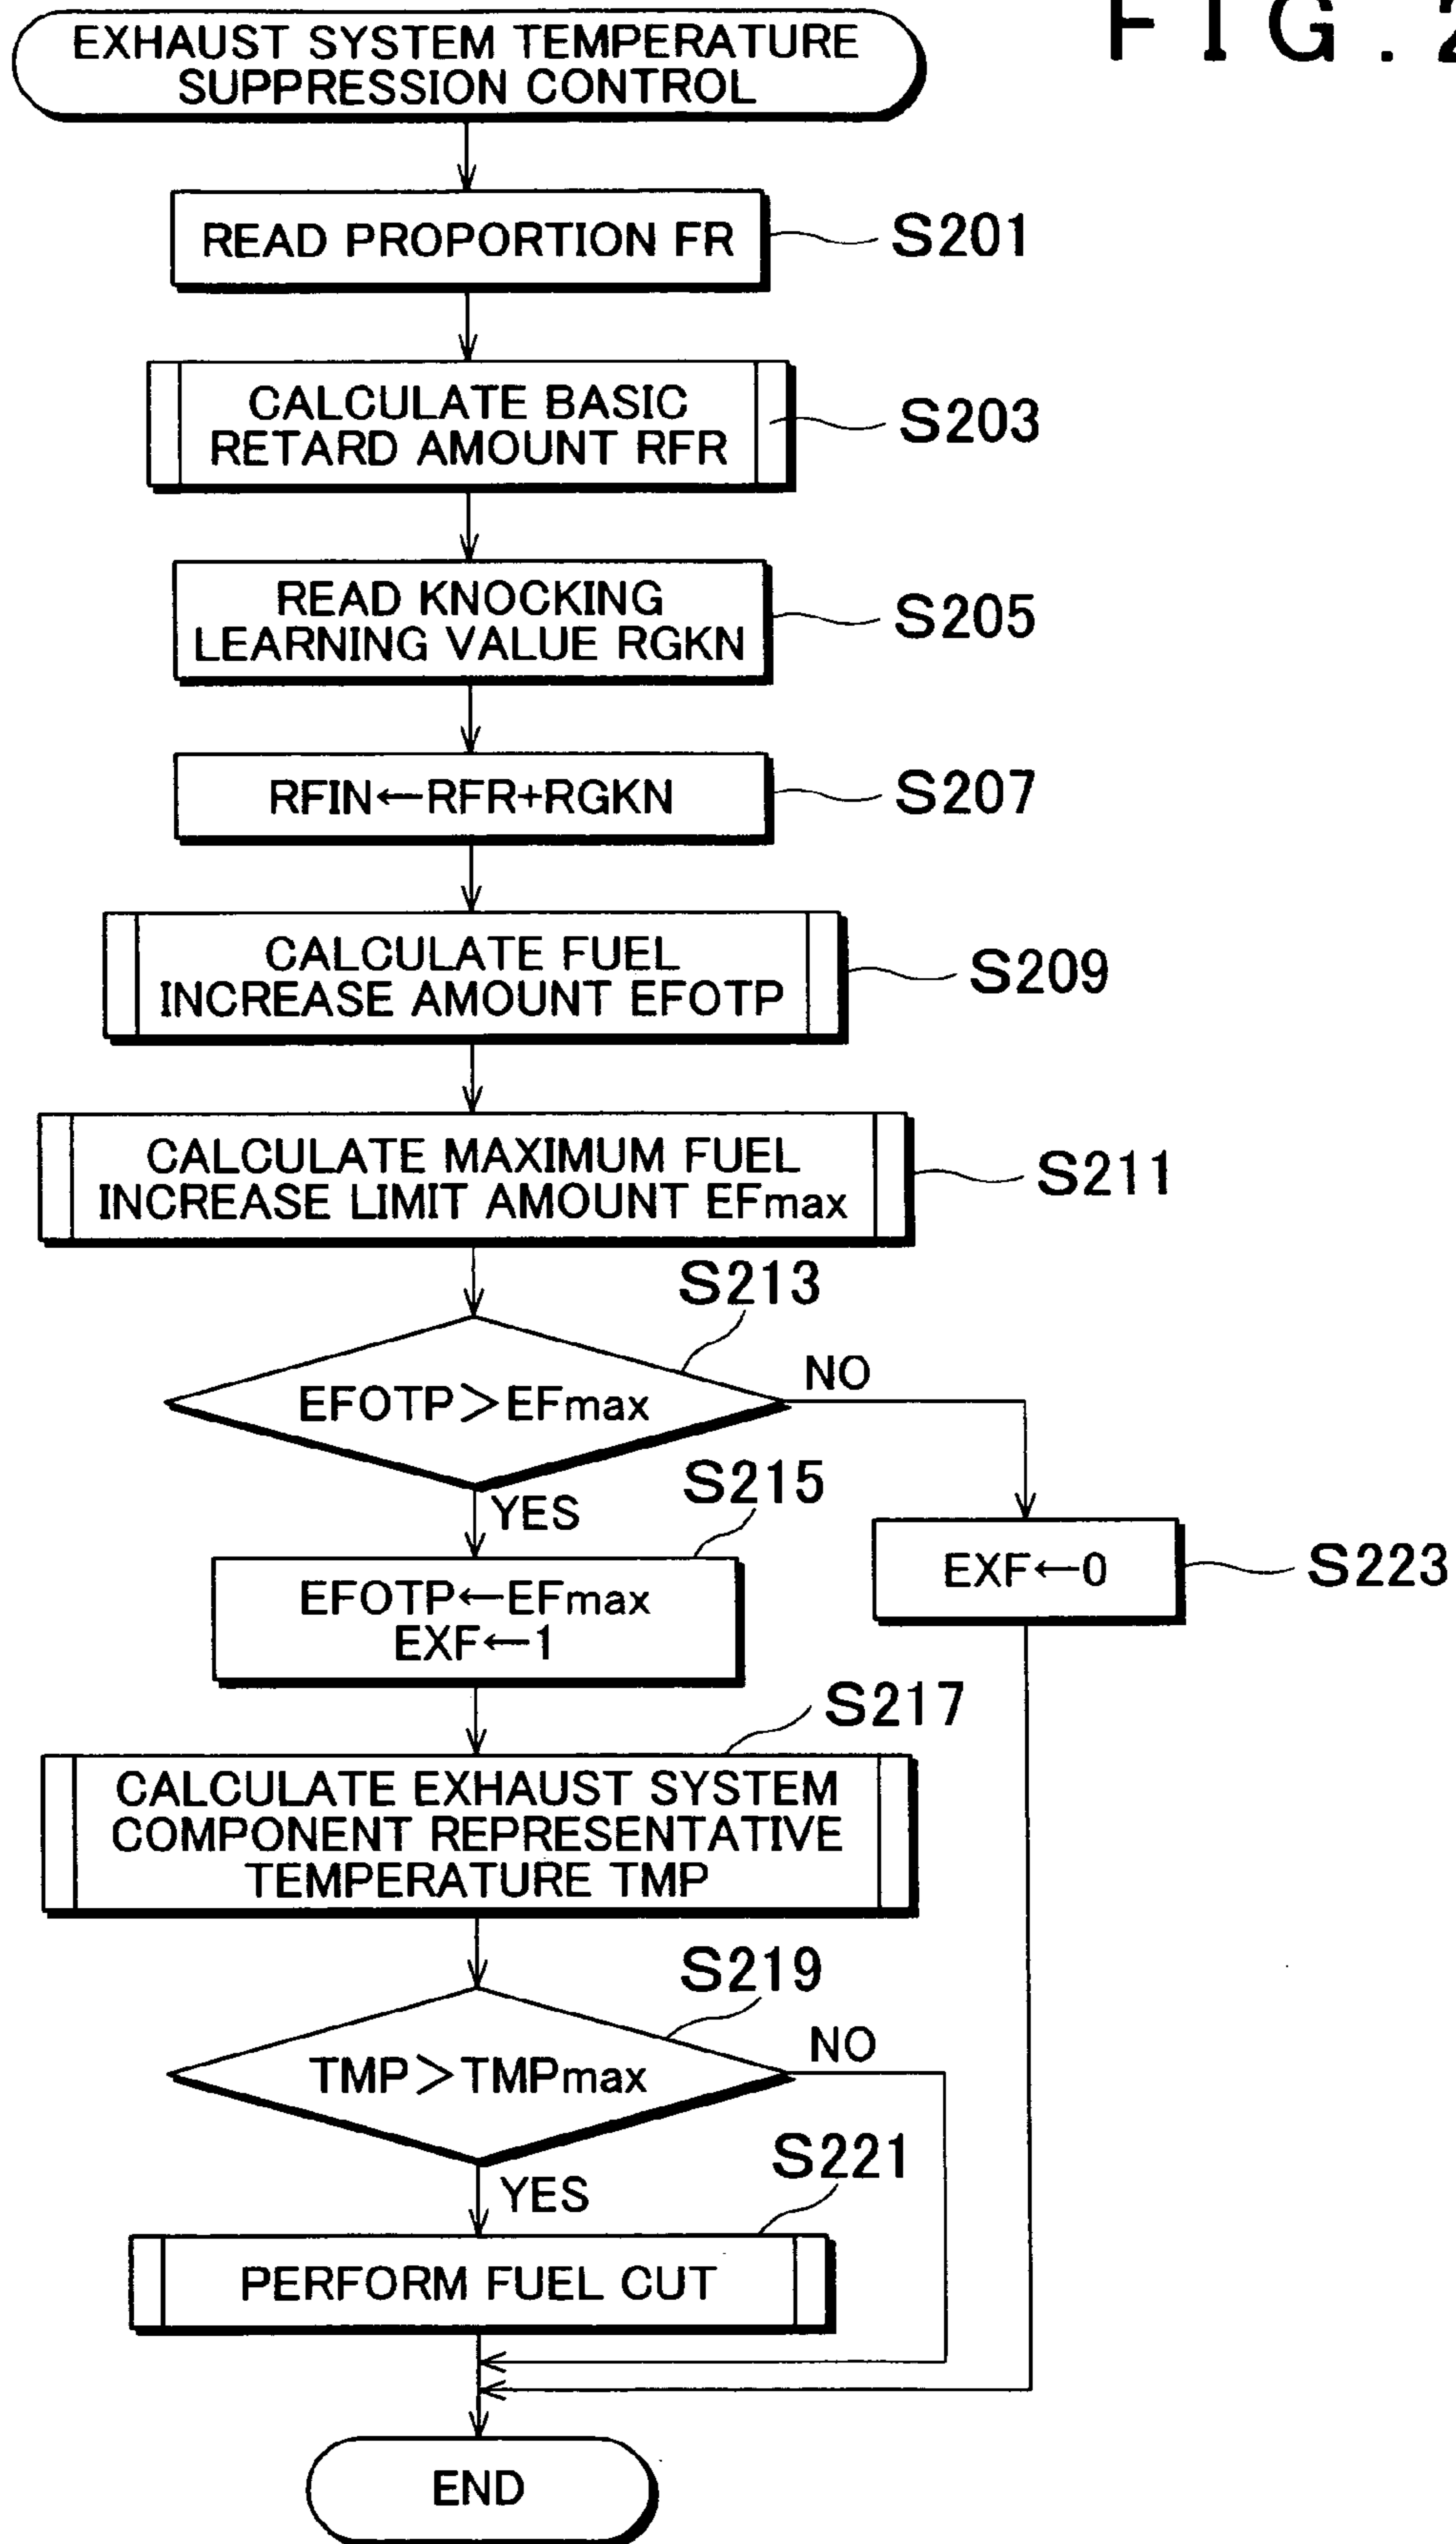 FIG.2
EXHAUST SYSTEM TEMPERATURE
SUPPRESSION CONTROL
READ PROPORTION FR
S201
CALCULATE BASIC
RETARD AMOUNT RFR
S203
READ KNOCKING
LEARNING VALUE RGKN
S205
RFIN←RFR+RGKN
S207
CALCULATE FUEL
INCREASE AMOUNT EFOTP
S209
CALCULATE MAXIMUM FUEL
INCREASE LIMIT AMOUNT EFmax
S211
S213
EFOTP>EFmax
NO
YES
S215
EFOTP←EFmax
EXF←1
EXF←0
S223
S217
CALCULATE EXHAUST SYSTEM
COMPONENT REPRESENTATIVE
TEMPERATURE TMP
S219
TMP>TMPmax
NO
YES
S221
PERFORM FUEL CUT
END